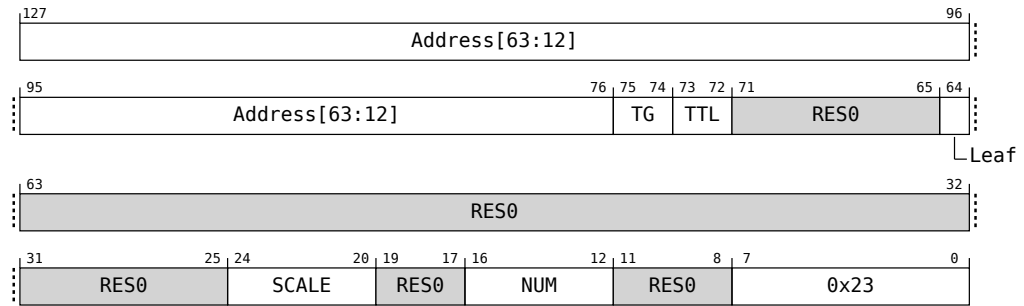 127 96
Address[63:12]
95 76 75 74 73 72 71 65 64
Address[63:12] TG TTL RES0
Leaf
63 32
RES0
31 25 24 20 19 17 16 12 11 8 7 0
RES0 SCALE RES0 NUM RES0 0x23